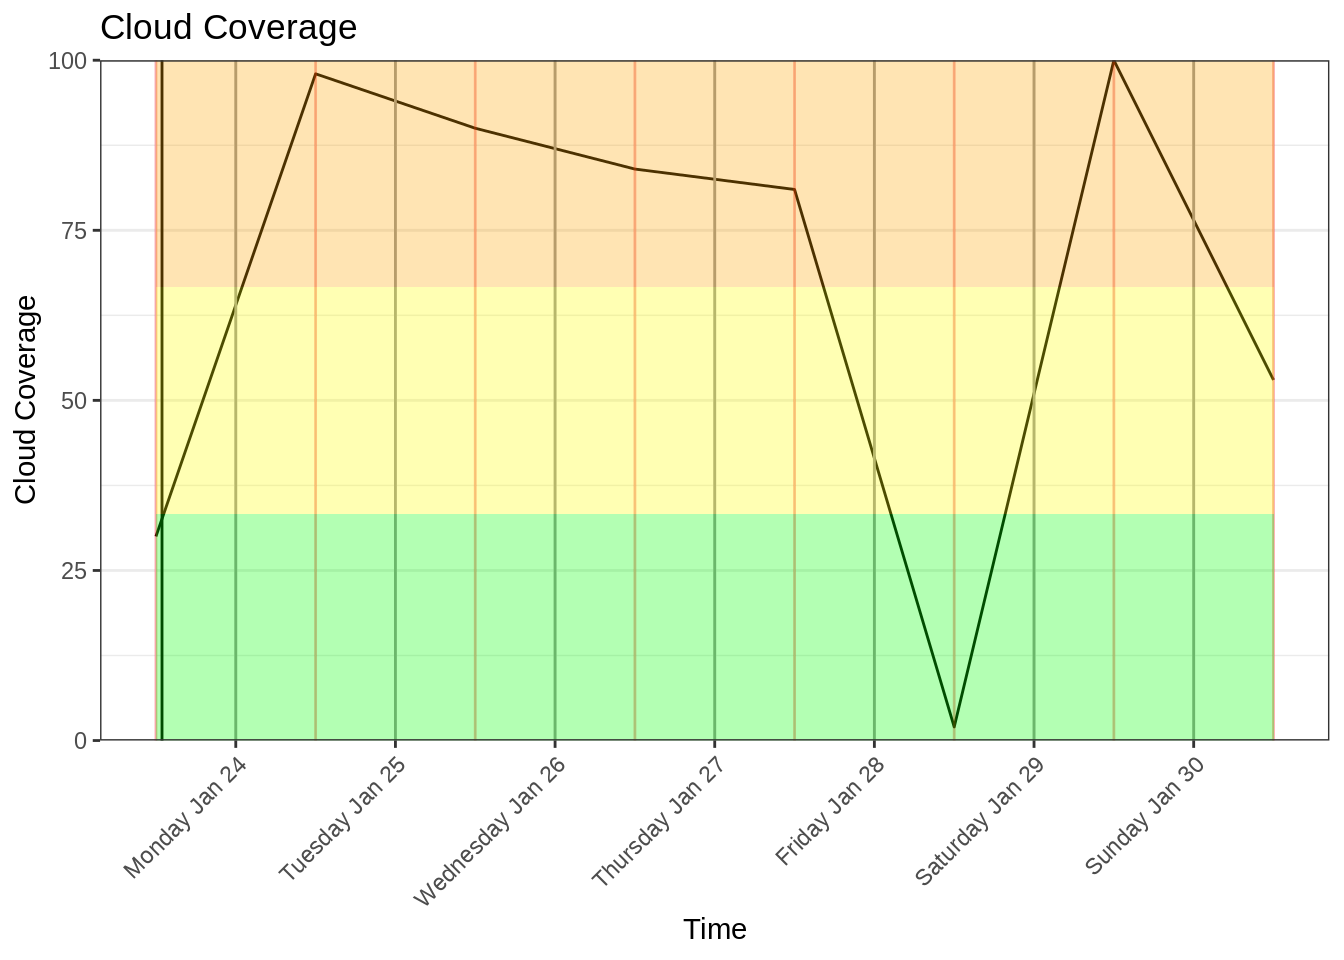 Cloud Coverage
Cloud Coverage
100
75
50
25
0
Monday Jan 24
Tuesday Jan 25
Wednesday Jan 26
Thursday Jan 27
Friday Jan 28
Saturday Jan 29
Sunday Jan 30
Time